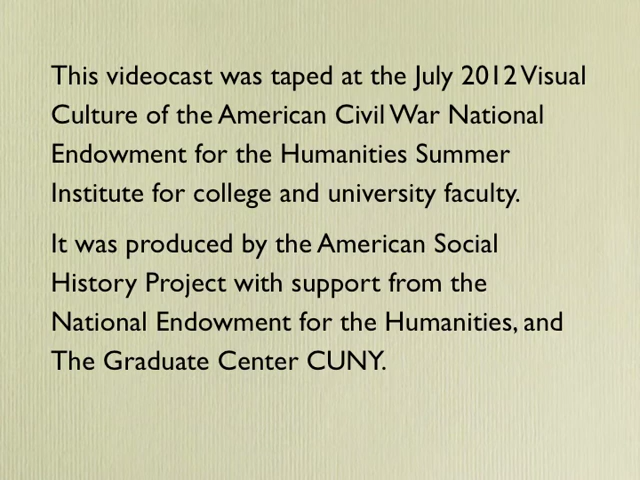 This videocast was taped at the July 2012 Visual
Culture of the American Civil War National
Endowment for the Humanities Summer
Institute for college and university faculty.
It was produced by the American Social
History Project with support from the
National Endowment for the Humanities, and
The Graduate Center CUNY.